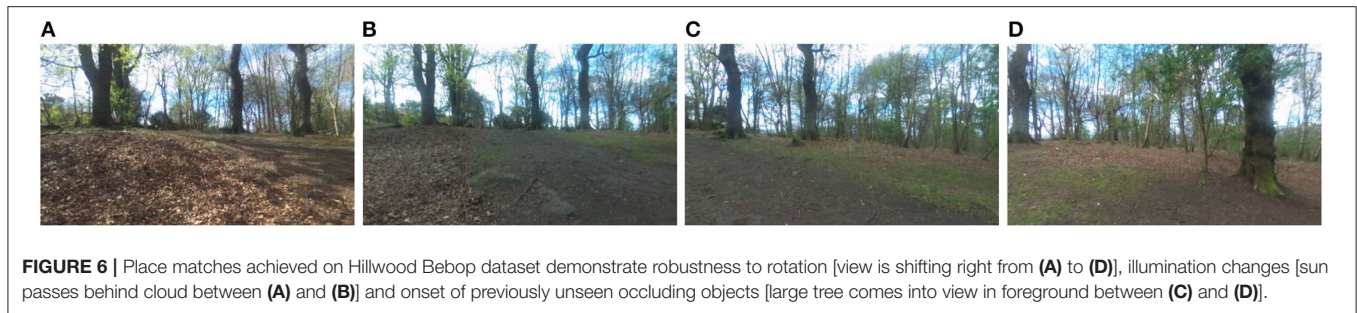 A B C D
FIGURE 6 | Place matches achieved on Hillwood Bebop dataset demonstrate robustness to rotation [view is shifting right from (A) to (D)], illumination changes [sun
passes behind cloud between (A) and (B)] and onset of previously unseen occluding objects [large tree comes into view in foreground between (C) and (D)].